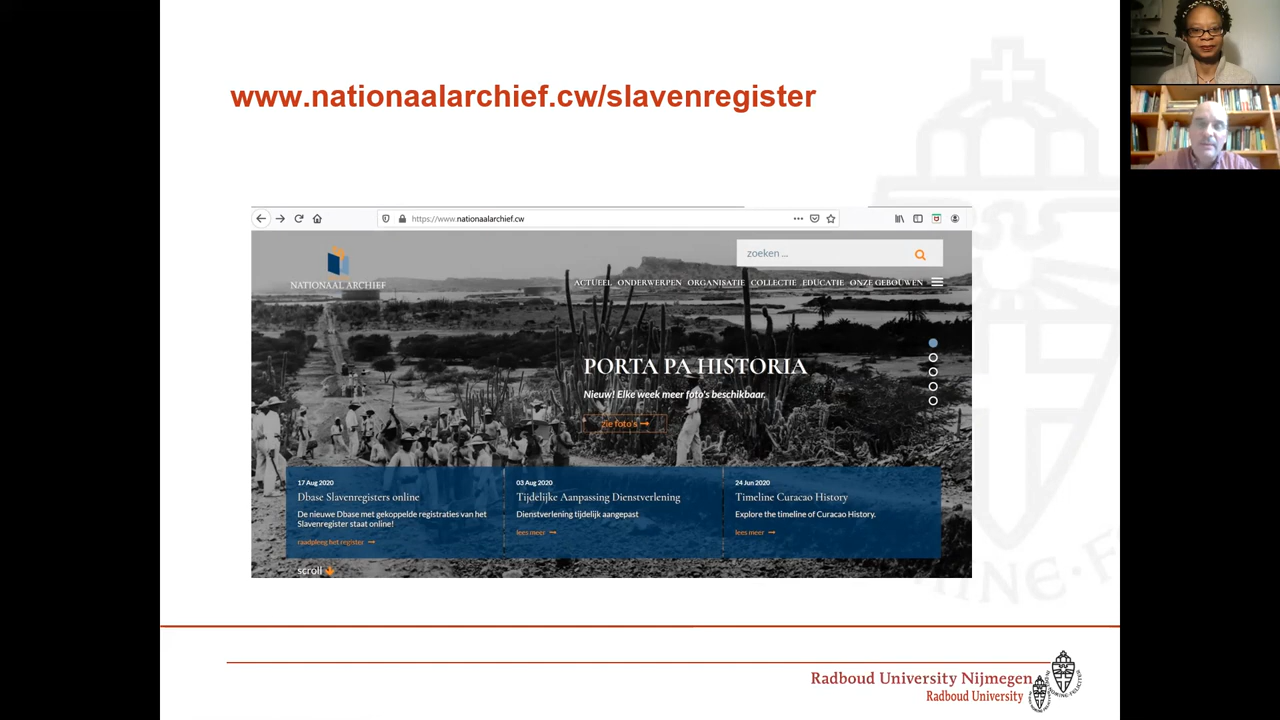 www.nationaalarchief.cw/slavenregister
https://www.nationaalarchief.cw
zoeken ...
NATIONAAL ARCHIEF
ACTUEEL ONDERWERPEN ORGANISATIE COLLECTIE EDUCATIE ONZE GEBOUWEN
PORTA PA HISTORIA
Nieuw! Elke week meer foto's beschikbaar.
zie foto's
17 Aug 2020
Dbase Slavenregisters online
De nieuwe Dbase met gekoppelde registraties van het
Slavenregister staat online!
raadpleeg het register
03 Aug 2020
Tijdelijke Aanpassing Dienstverlening
Dienstverlening tijdelijk aangepast
lees meer
24 Jun 2020
Timeline Curacao History
Explore the timeline of Curacao History.
lees meer
scroll
Radboud University Nijmegen
Radboud University